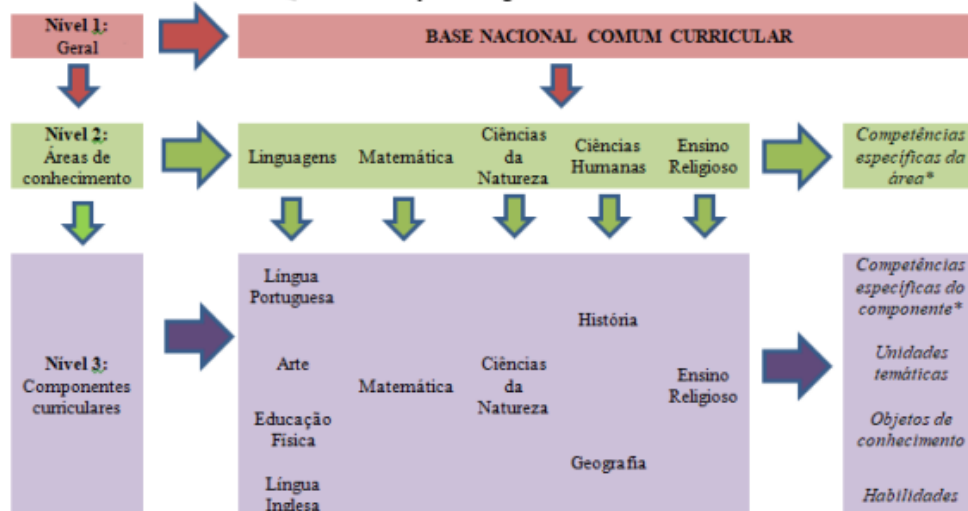 Nível 1:
Geral
BASE NACIONAL COMUM CURRICULAR
Nível 2:
Áreas de
conhecimento
Linguagens
Matemática
Ciências
da
Natureza
Ciências
Humanas
Ensino
Religioso
Competências
específicas da
área*
Nível 3:
Componentes
curriculares
Língua
Portuguesa
Arte
Educação
Física
Língua
Inglesa
Matemática
Ciências
da
Natureza
História
Geografia
Ensino
Religioso
Competências
específicas do
componente*
Unidades
temáticas
Objetos de
conhecimento
Habilidades